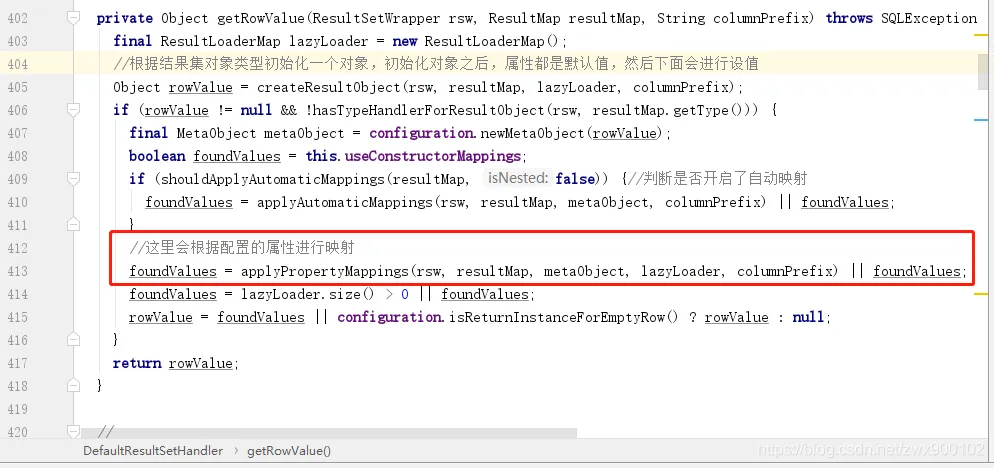 402 private Object getRowValue(ResultSetWrapper rsw, ResultMap resultMap, String columnPrefix) throws SQLException
403 final ResultLoaderMap lazyLoader = new ResultLoaderMap();
404 //根据结果集对象类型初始化一个对象，初始化对象之后，属性都是默认值，然后下面会进行设值
405 Object rowValue = createResultObject(rsw, resultMap, lazyLoader, columnPrefix);
406 if (rowValue != null && !hasTypeHandlerForResultObject(rsw, resultMap.getType())) {
407 final MetaObject metaObject = configuration.newMetaObject(rowValue);
408 boolean foundValues = this.useConstructorMappings;
409 if (shouldApplyAutomaticMappings(resultMap, isNested: false)) {//判断是否开启了自动映射
410 foundValues = applyAutomaticMappings(rsw, resultMap, metaObject, columnPrefix) || foundValues;
411 }
412 //这里会根据配置的属性进行映射
413 foundValues = applyPropertyMappings(rsw, resultMap, metaObject, lazyLoader, columnPrefix) || foundValues;
414 foundValues = lazyLoader.size() > 0 || foundValues;
415 rowValue = foundValues || configuration.isReturnInstanceForEmptyRow() ? rowValue : null;
416 }
417 return rowValue;
418 }
419
420 //
DefaultResultSetHandler › getRowValue()
https://blog.csdn.net/zwx900102